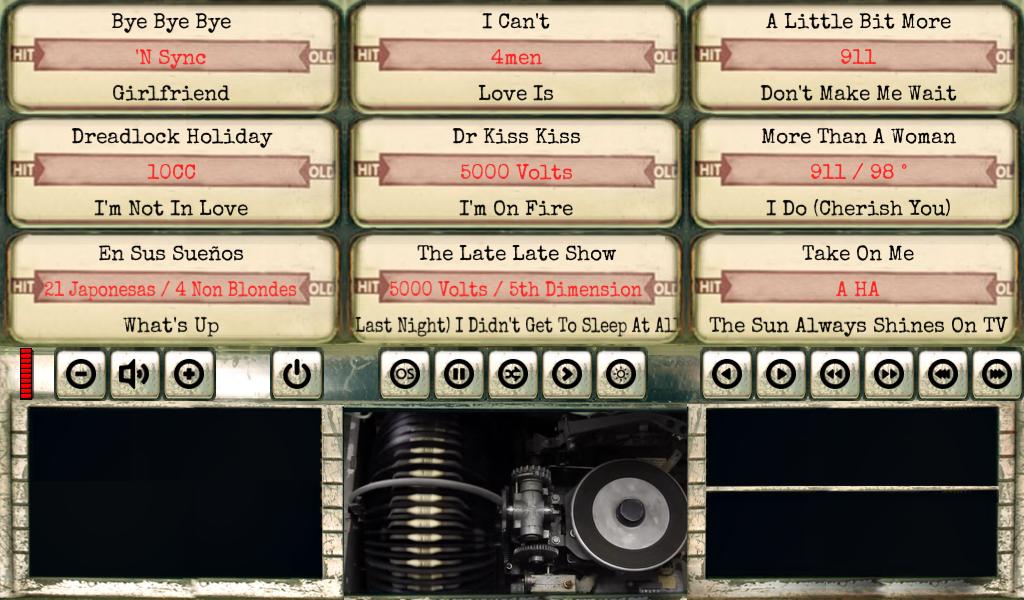 Bye Bye Bye
HIT 'N Sync OLD
Girlfriend
I Can't
HIT 4men OLD
Love Is
A Little Bit More
HIT 911 OLD
Don't Make Me Wait
Dreadlock Holiday
HIT 10CC OLD
I'm Not In Love
Dr Kiss Kiss
HIT 5000 Volts OLD
I'm On Fire
More Than A Woman
HIT 911 / 98 ° OLD
I Do (Cherish You)
En Sus Sueños
HIT 21 Japonesas / 4 Non Blondes OLD
What's Up
The Late Late Show
HIT 5000 Volts / 5th Dimension OLD
Last Night) I Didn't Get To Sleep At All
Take On Me
HIT A HA OLD
The Sun Always Shines On TV
OS